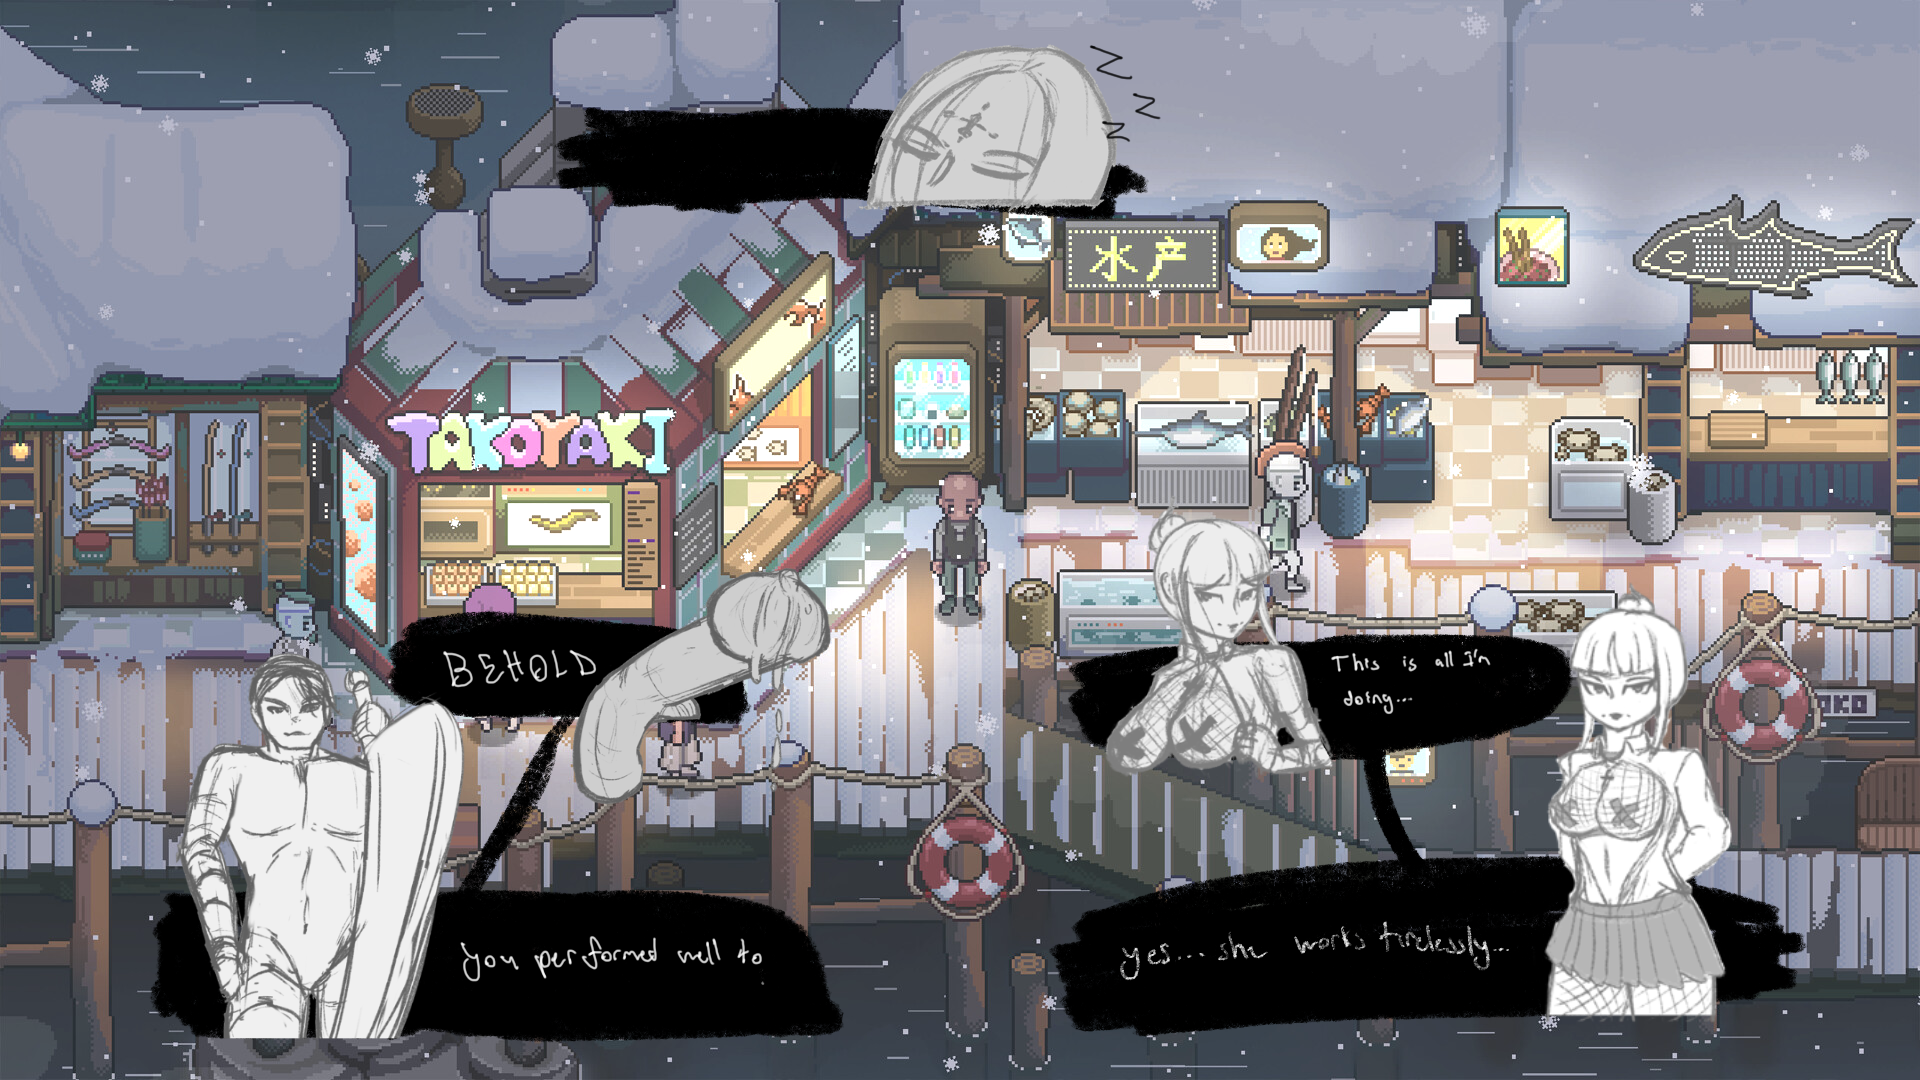 Z
Z
Z
水产
TAKOYAKI
BEHOLD
This is all I'm
doing...
you performed well to
yes... she works tirelessly...